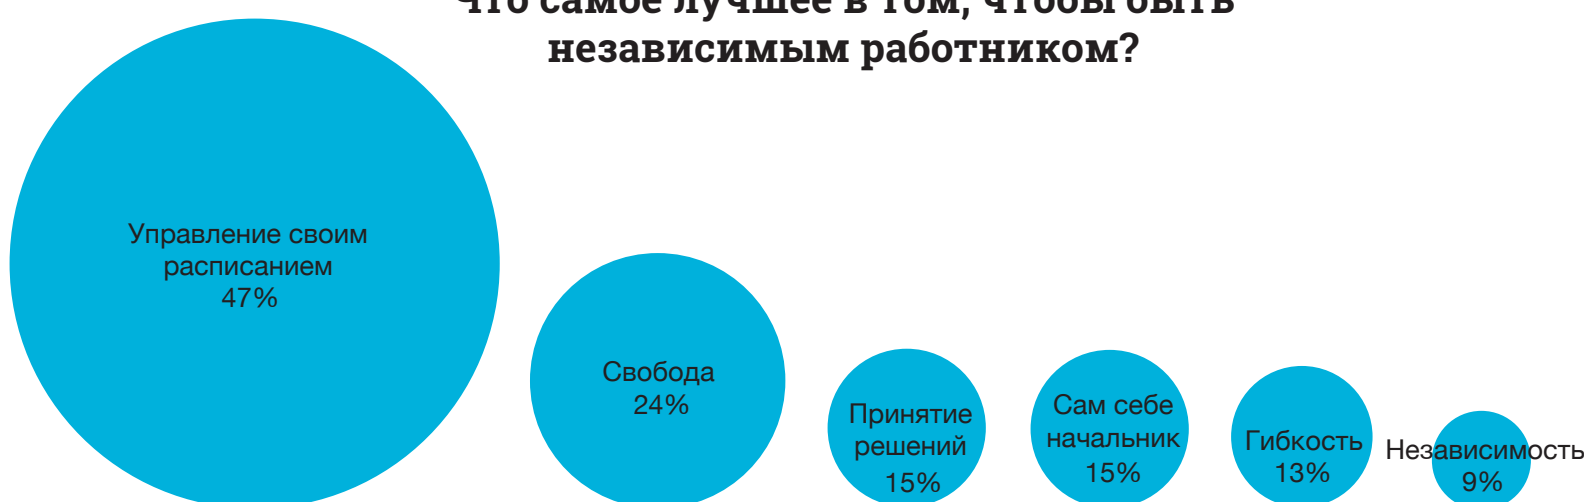 Что самое лучшее в том, чтобы быть
независимым работником?
Управление своим
расписанием
47%
Свобода
24%
Принятие
решений
15%
Сам себе
начальник
15%
Гибкость
13%
Независимость
9%